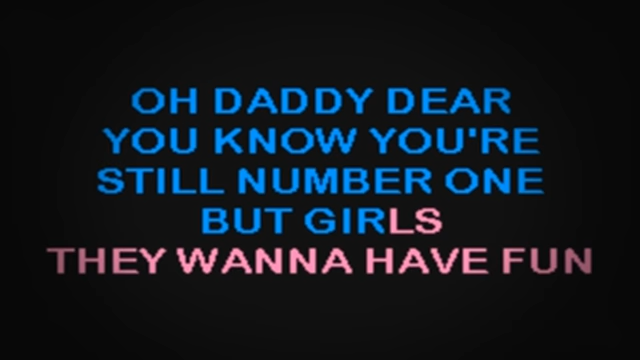 OH DADDY DEAR
YOU KNOW YOU'RE
STILL NUMBER ONE
BUT GIRLS
THEY WANNA HAVE FUN